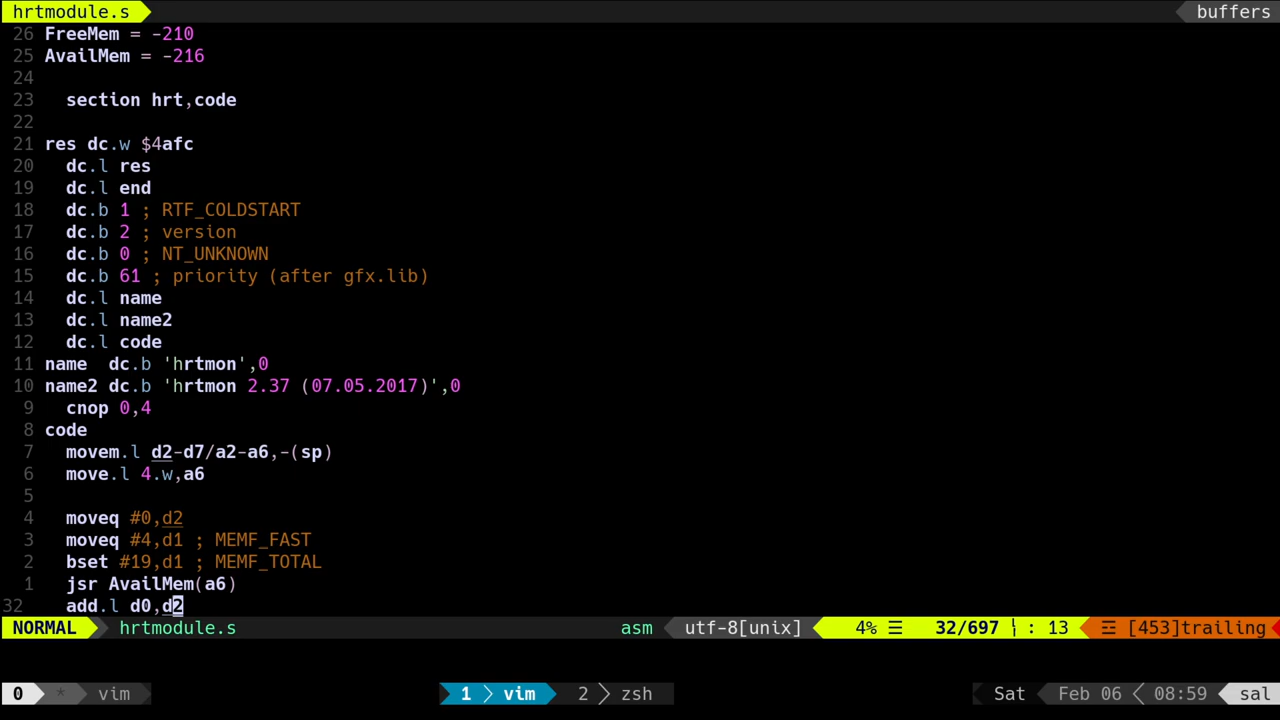 hrtmodule.s buffers
26 FreeMem = -210
25 AvailMem = -216
24
23 section hrt,code
22
21 res dc.w $4afc
20 dc.l res
19 dc.l end
18 dc.b 1 ; RTF_COLDSTART
17 dc.b 2 ; version
16 dc.b 0 ; NT_UNKNOWN
15 dc.b 61 ; priority (after gfx.lib)
14 dc.l name
13 dc.l name2
12 dc.l code
11 name  dc.b 'hrtmon',0
10 name2 dc.b 'hrtmon 2.37 (07.05.2017)',0
9 cnop 0,4
8 code
7 movem.l d2-d7/a2-a6,-(sp)
6 move.l 4.w,a6
5
4 moveq #0,d2
3 moveq #4,d1 ; MEMF_FAST
2 bset #19,d1 ; MEMF_TOTAL
1 jsr AvailMem(a6)
32 add.l d0,d2
NORMAL hrtmodule.s asm utf-8[unix] 4% ☰ 32/697 : 13 ☲ [453]trailing
0 * vim 1 vim 2 zsh Sat Feb 06 08:59 sal